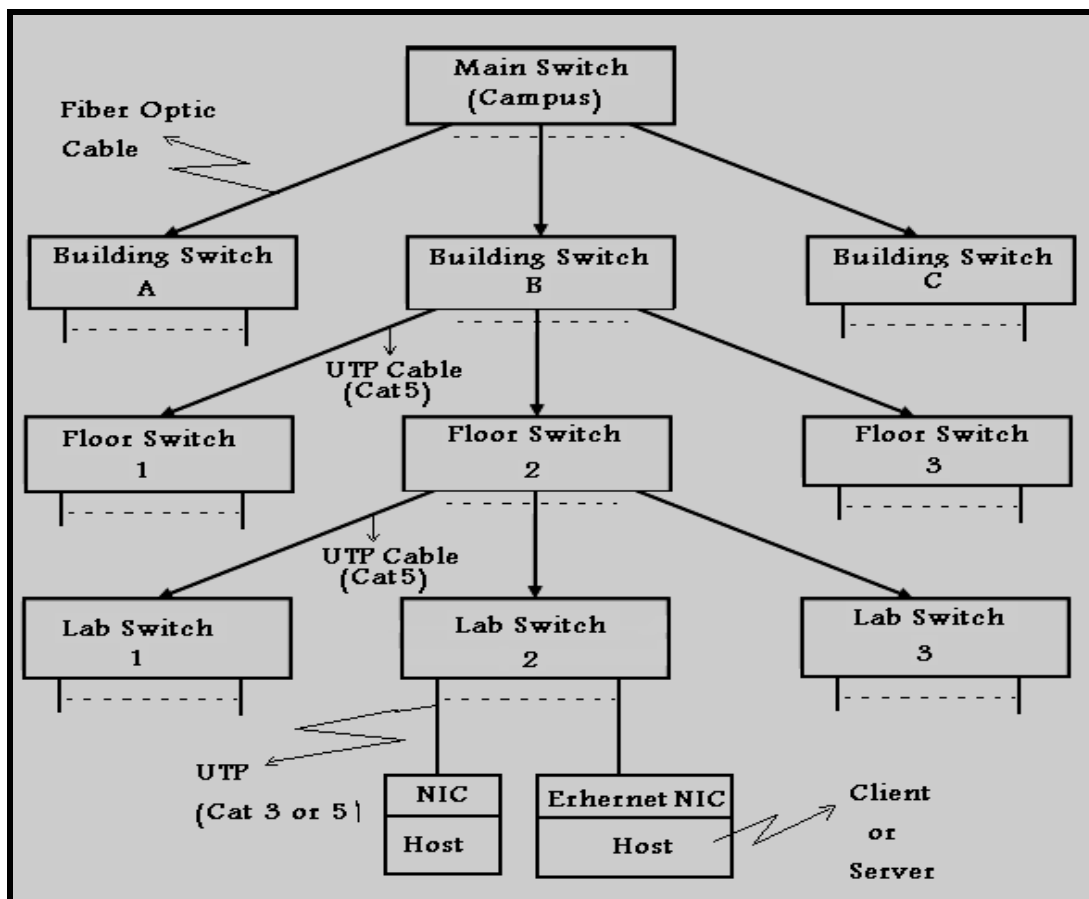 Main Switch
(Campus)
Fiber Optic
Cable
Building Switch
A
Building Switch
B
Building Switch
C
UTP Cable
(Cat5)
Floor Switch
1
Floor Switch
2
Floor Switch
3
UTP Cable
(Cat5)
Lab Switch
1
Lab Switch
2
Lab Switch
3
UTP
(Cat 3 or 5)
NIC
Host
Erhernet NIC
Host
Client
or
Server